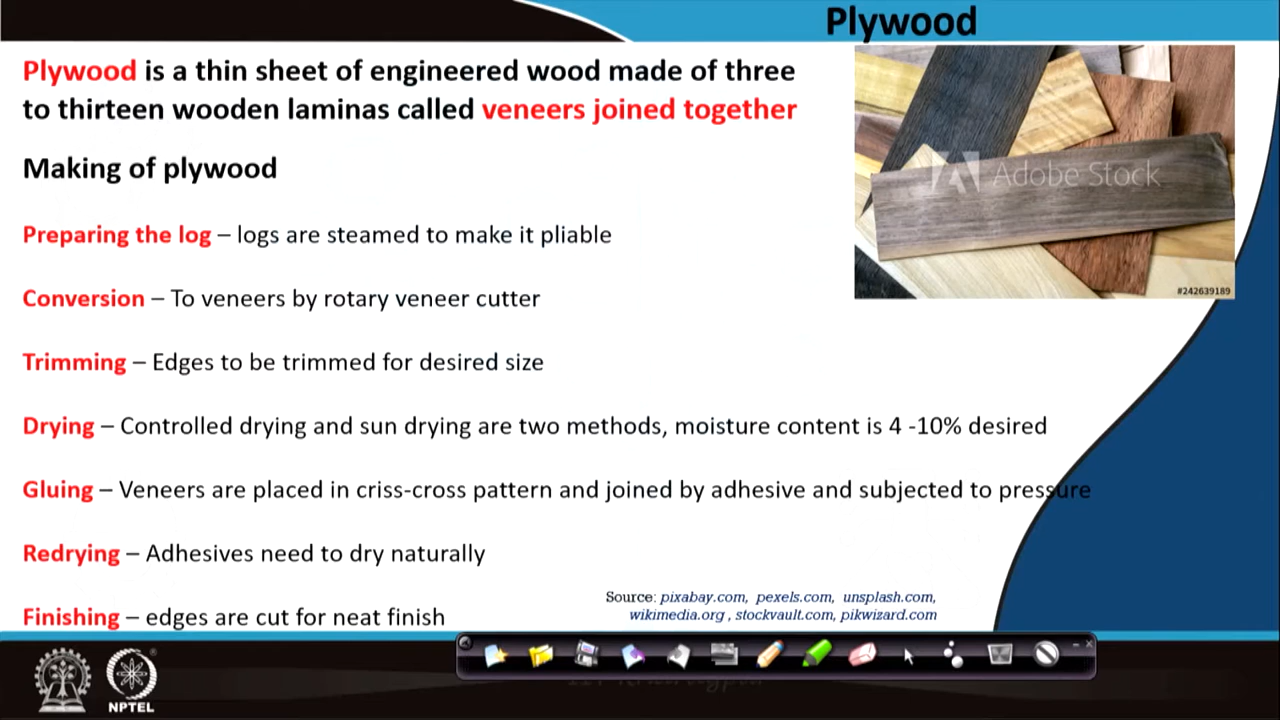 Plywood
Plywood is a thin sheet of engineered wood made of three
to thirteen wooden laminas called veneers joined together
Adobe Stock
#242639189
Making of plywood
Preparing the log – logs are steamed to make it pliable
Conversion – To veneers by rotary veneer cutter
Trimming – Edges to be trimmed for desired size
Drying – Controlled drying and sun drying are two methods, moisture content is 4 -10% desired
Gluing – Veneers are placed in criss-cross pattern and joined by adhesive and subjected to pressure
Redrying – Adhesives need to dry naturally
Finishing – edges are cut for neat finish
Source: pixabay.com, pexels.com, unsplash.com,
wikimedia.org , stockvault.com, pikwizard.com
NPTEL